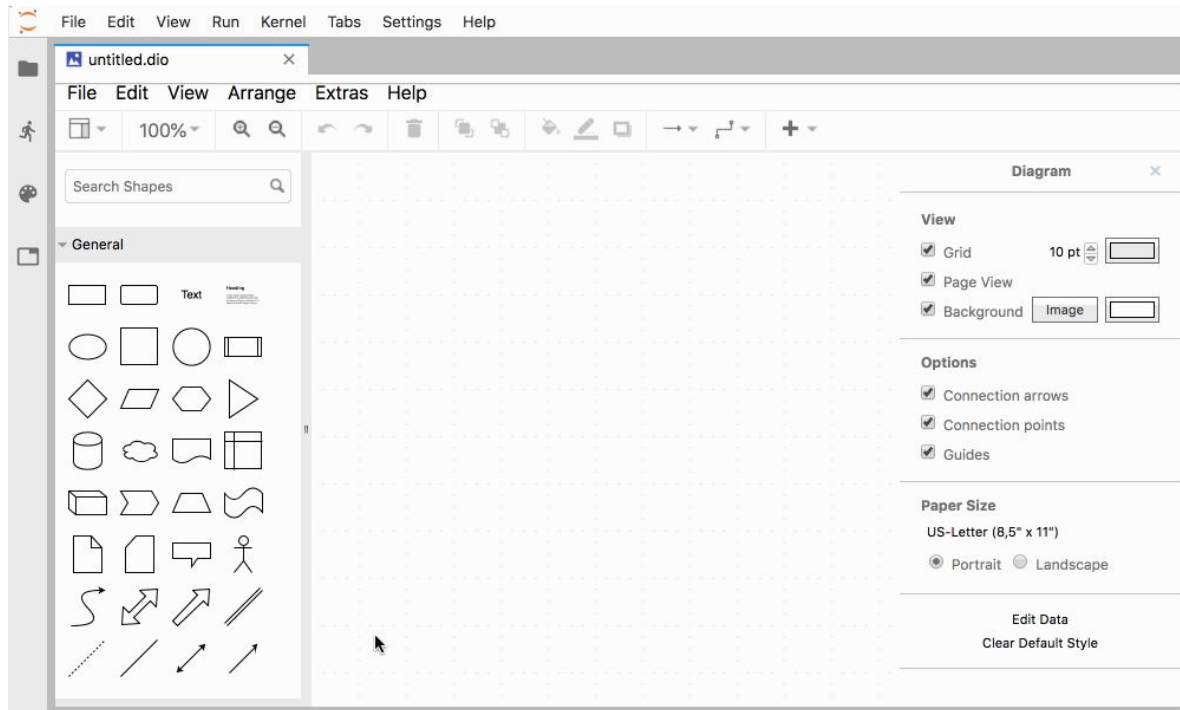 File Edit View Run Kernel Tabs Settings Help
untitled.dio
File Edit View Arrange Extras Help
100%
Search Shapes
General
Text
Heading
Diagram
View
Grid 10 pt
Page View
Background Image
Options
Connection arrows
Connection points
Guides
Paper Size
US-Letter (8,5" x 11")
Portrait Landscape
Edit Data
Clear Default Style